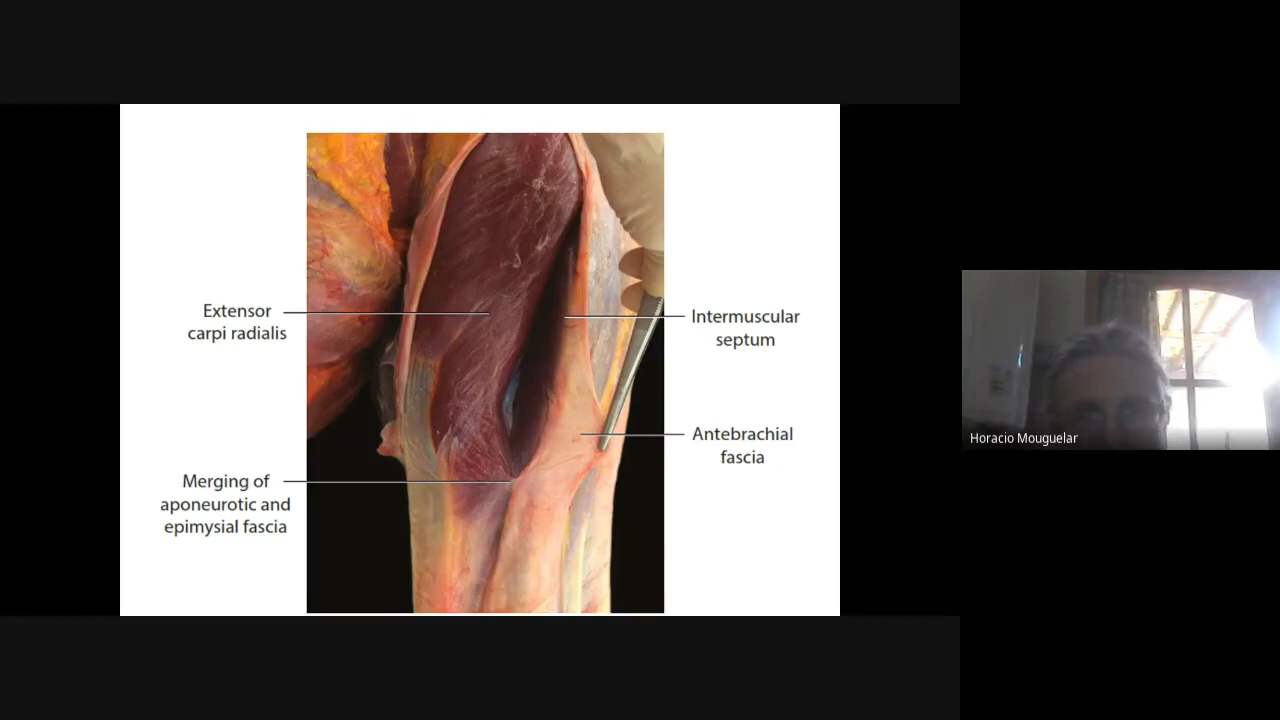 Extensor
carpi radialis
Intermuscular
septum
Antebrachial
fascia
Merging of
aponeurotic and
epimysial fascia
Horacio Mouguelar